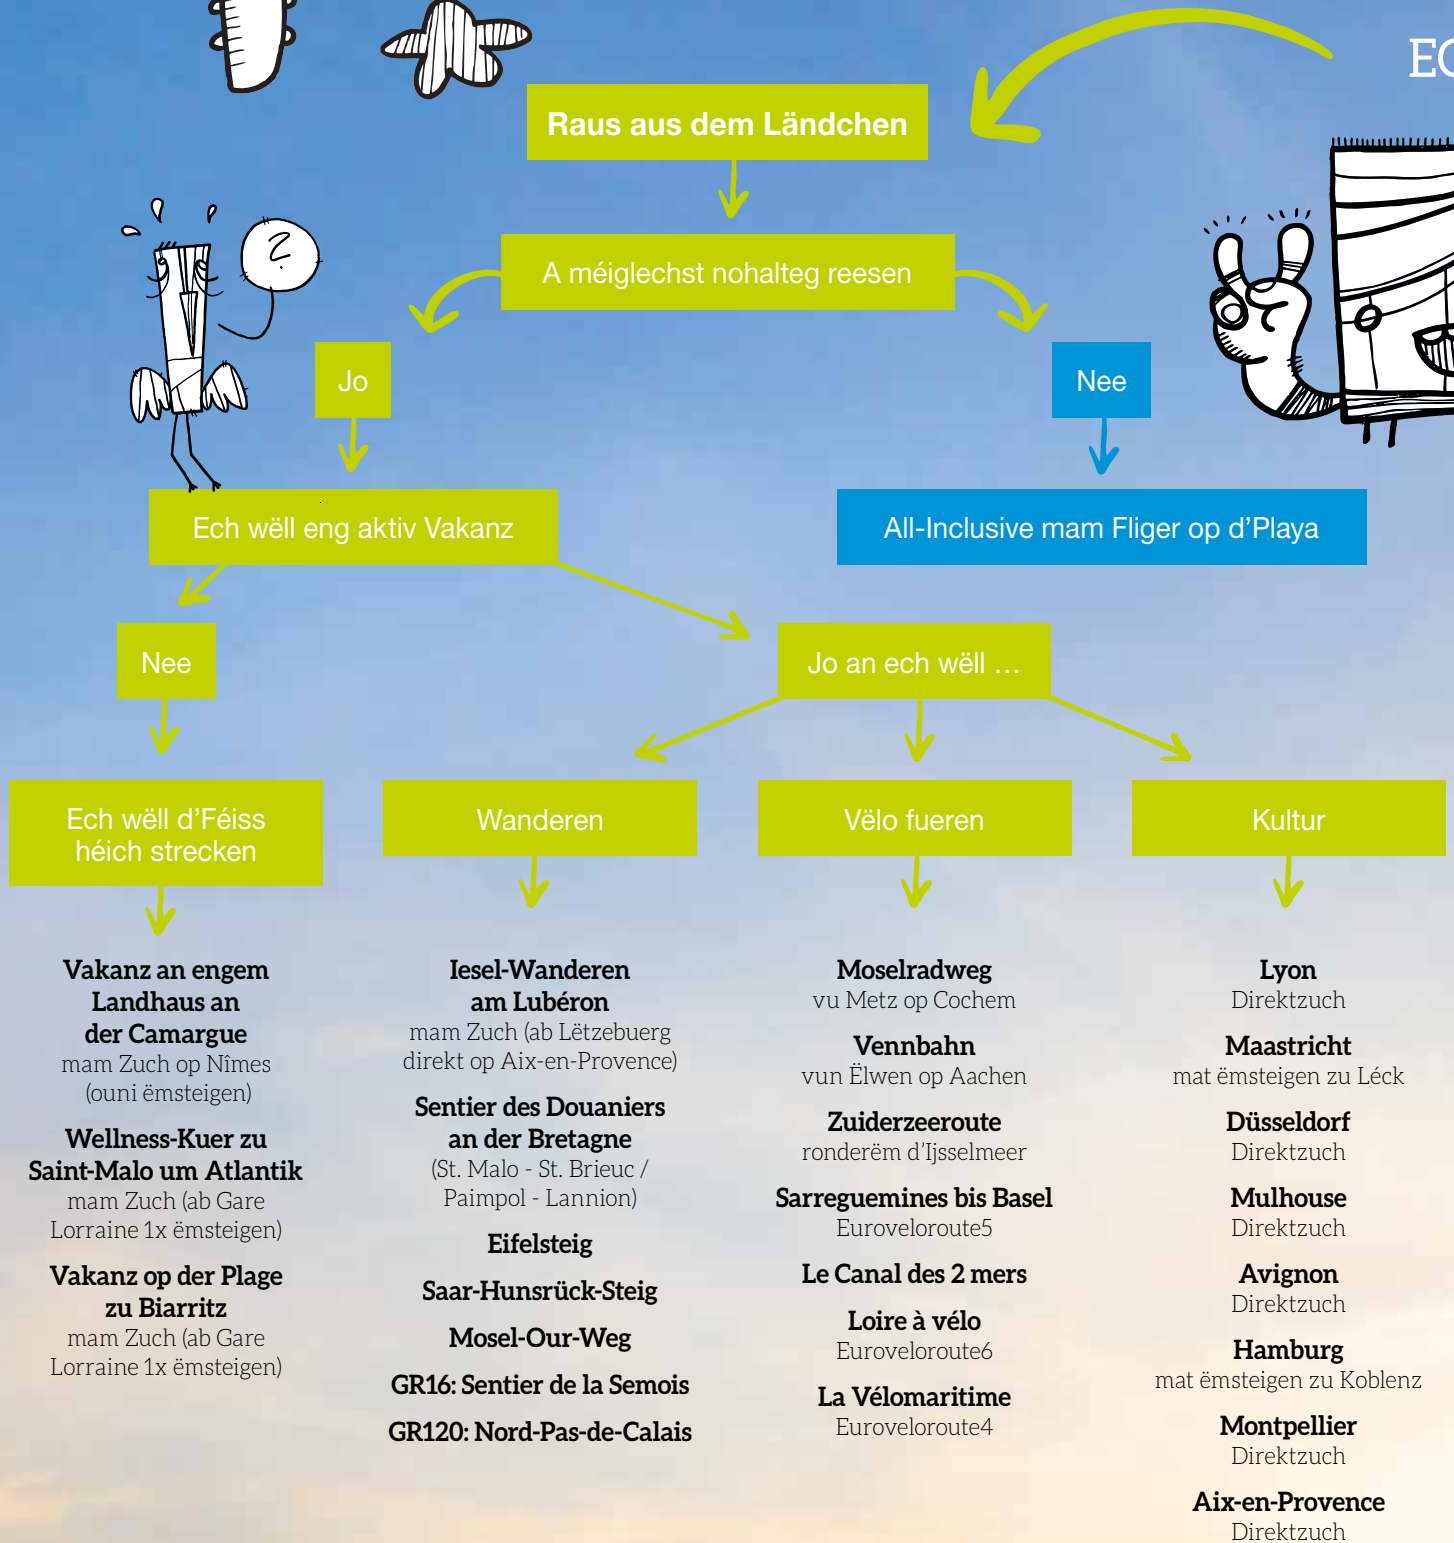 EC
Raus aus dem Ländchen
A méiglechst nohalteg reesen
?
Jo
Nee
Ech wëll eng aktiv Vakanz
All-Inclusive mam Fliger op d’Playa
Nee
Jo an ech wëll ...
Ech wëll d’Féiss
héich strecken
Wanderen
Vëlo fueren
Kultur
Vakanz an engem
Landhaus an
der Camargue
mam Zuch op Nîmes
(ouni ëmsteigen)
Wellness-Kuer zu
Saint-Malo um Atlantik
mam Zuch (ab Gare
Lorraine 1x ëmsteigen)
Vakanz op der Plage
zu Biarritz
mam Zuch (ab Gare
Lorraine 1x ëmsteigen)
Iesel-Wanderen
am Lubéron
mam Zuch (ab Lëtzebuerg
direkt op Aix-en-Provence)
Sentier des Douaniers
an der Bretagne
(St. Malo - St. Brieuc /
Paimpol - Lannion)
Eifelsteig
Saar-Hunsrück-Steig
Mosel-Our-Weg
GR16: Sentier de la Semois
GR120: Nord-Pas-de-Calais
Moselradweg
vu Metz op Cochem
Vennbahn
vun Ëlwen op Aachen
Zuiderzeeroute
ronderëm d’Ijsselmeer
Sarreguemines bis Basel
Euroveloroute5
Le Canal des 2 mers
Loire à vélo
Euroveloroute6
La Vélomaritime
Euroveloroute4
Lyon
Direktzuch
Maastricht
mat ëmsteigen zu Léck
Düsseldorf
Direktzuch
Mulhouse
Direktzuch
Avignon
Direktzuch
Hamburg
mat ëmsteigen zu Koblenz
Montpellier
Direktzuch
Aix-en-Provence
Direktzuch